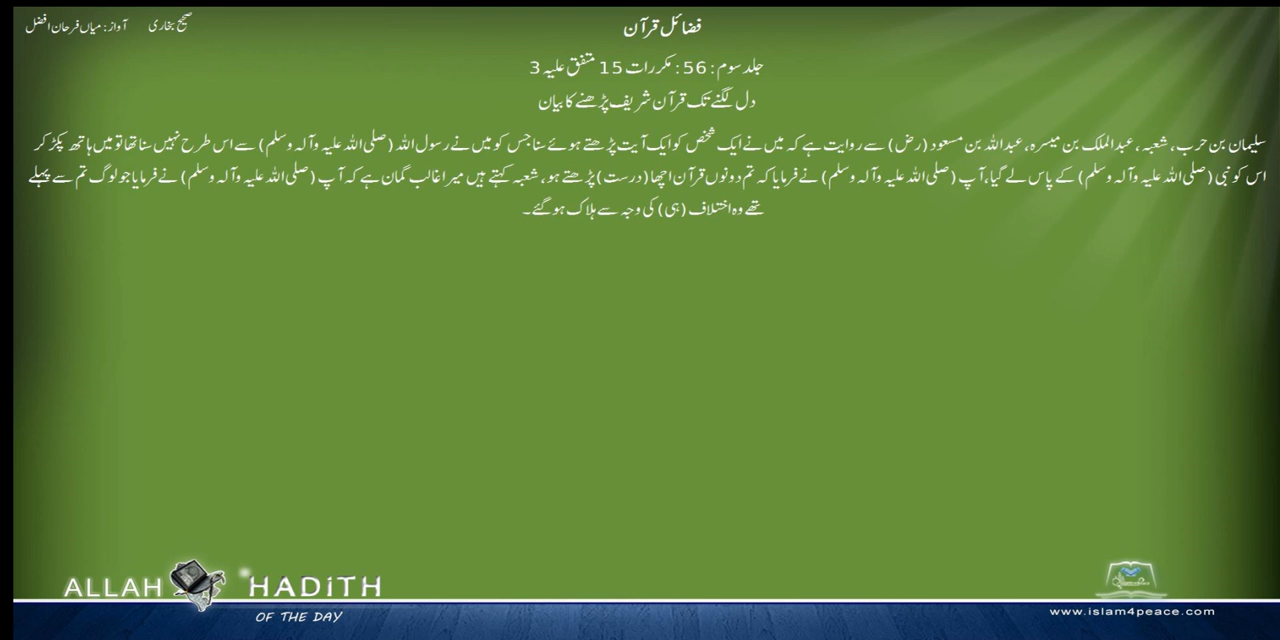 فضائل قرآن
صحیح بخاری آواز: میاں فرحان افضل
جلد سوم : 56 : مکررات 15 متفق علیہ 3
دل لگنے تک قرآن شریف پڑھنے کا بیان
سلیمان بن حرب، شعبہ، عبدالملک بن میسرہ، عبداللہ بن مسعود (رض) سے روایت ہے کہ میں نے ایک شخص کو ایک آیت پڑھتے ہوئے سنا جس کو میں نے رسول اللہ (صلی اللہ علیہ وآلہ وسلم) سے اس طرح نہیں سنا تھا تو میں ہاتھ پکڑ کر
اس کو نبی (صلی اللہ علیہ وآلہ وسلم) کے پاس لے گیا، آپ (صلی اللہ علیہ وآلہ وسلم) نے فرمایا کہ تم دونوں قرآن اچھا (درست) پڑھتے ہو، شعبہ کہتے ہیں میرا غالب گمان ہے کہ آپ (صلی اللہ علیہ وآلہ وسلم) نے فرمایا جو لوگ تم سے پہلے
تھے وہ اختلاف (ہی) کی وجہ سے ہلاک ہو گئے۔
ALLAH HADITH
OF THE DAY
www.islam4peace.com